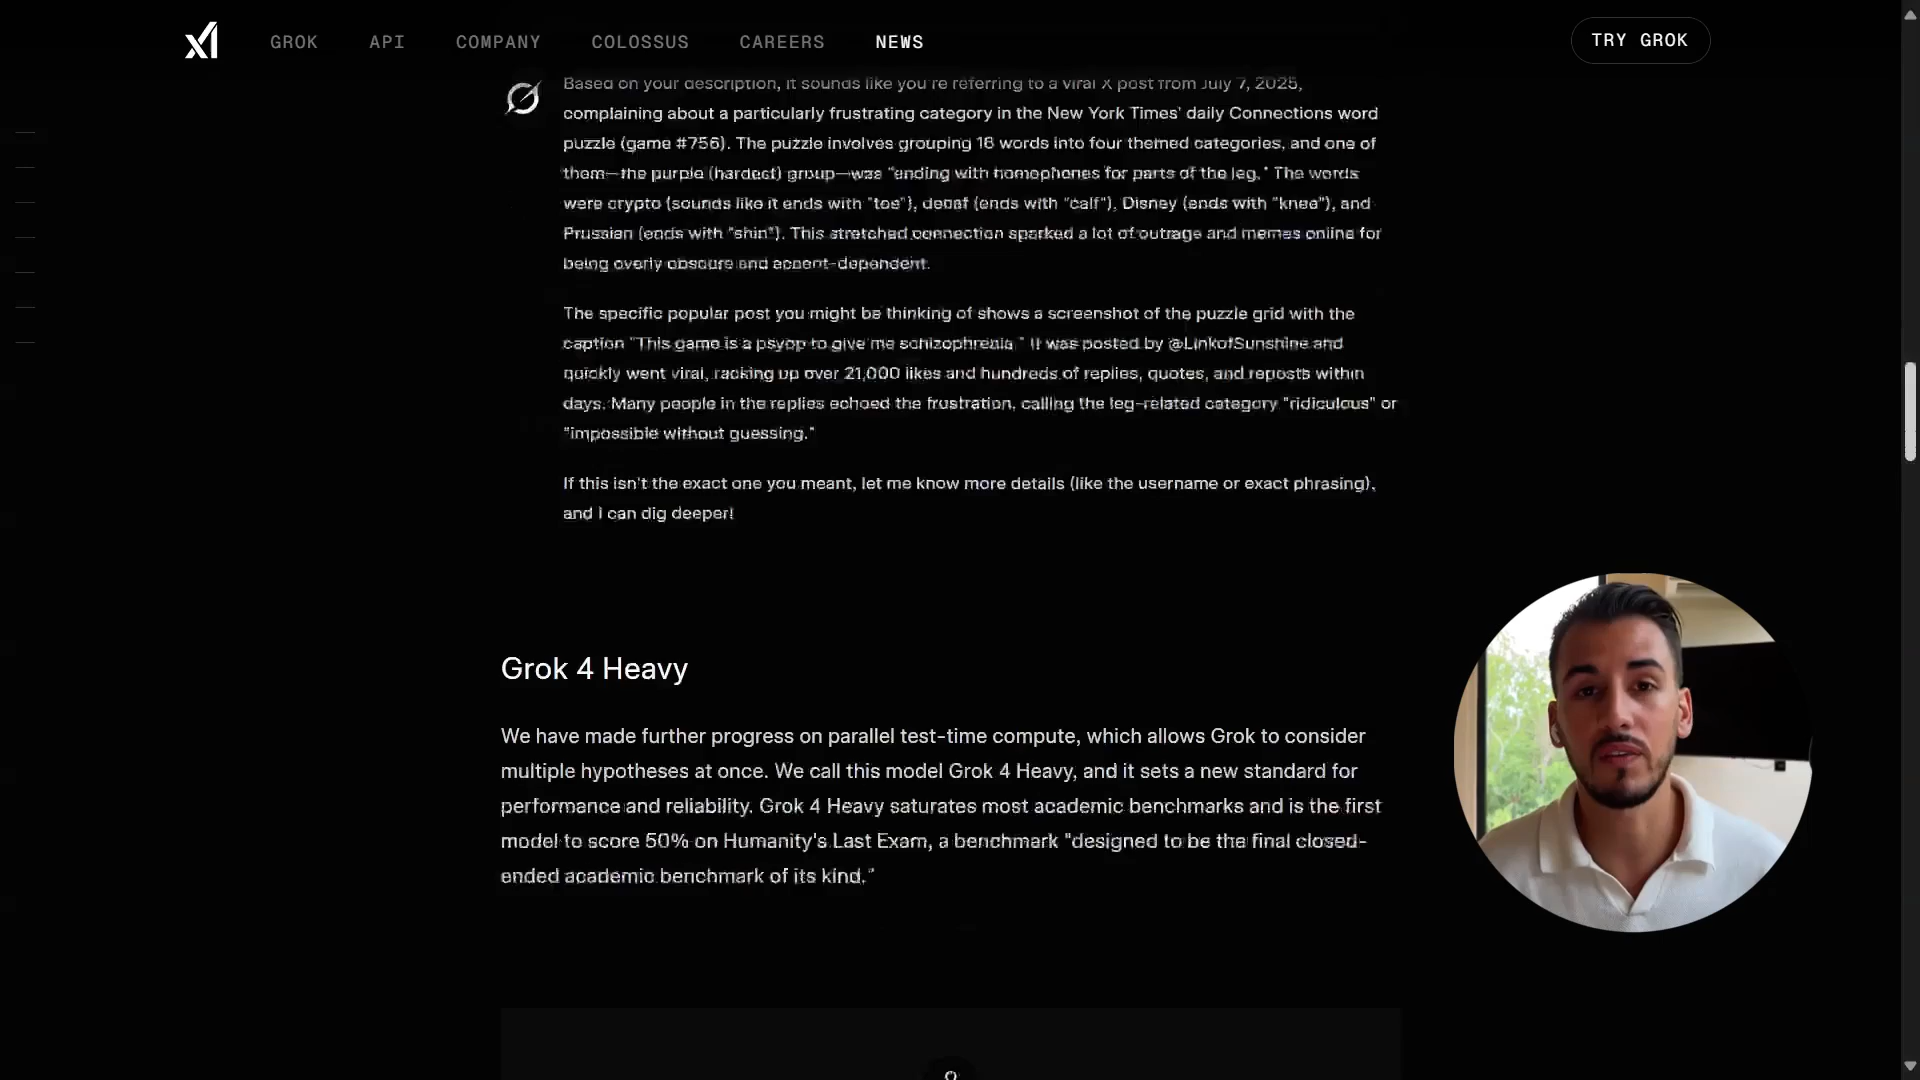 xI
GROK
API
COMPANY
COLOSSUS
CAREERS
NEWS
TRY GROK
Based on your description, it sounds like you're referring to a viral X post from July 7, 2025,
complaining about a particularly frustrating category in the New York Times' daily Connections word
puzzle (game #756). The puzzle involves grouping 16 words into four themed categories, and one of
them—the purple (hardest) group—was "ending with homophones for parts of the leg." The words
were crypto (sounds like it ends with "toe"), decaf (ends with "calf"), Disney (ends with "knee"), and
Prussian (ends with "shin"). This stretched connection sparked a lot of outrage and memes online for
being overly obscure and accent-dependent.
The specific popular post you might be thinking of shows a screenshot of the puzzle grid with the
caption "This game is a psyop to give me schizophrenia." It was posted by @LinkofSunshine and
quickly went viral, racking up over 21,000 likes and hundreds of replies, quotes, and reposts within
days. Many people in the replies echoed the frustration, calling the leg-related category "ridiculous" or
"impossible without guessing."
If this isn't the exact one you meant, let me know more details (like the username or exact phrasing),
and I can dig deeper!
Grok 4 Heavy
We have made further progress on parallel test-time compute, which allows Grok to consider
multiple hypotheses at once. We call this model Grok 4 Heavy, and it sets a new standard for
performance and reliability. Grok 4 Heavy saturates most academic benchmarks and is the first
model to score 50% on Humanity's Last Exam, a benchmark "designed to be the final closed-
ended academic benchmark of its kind."